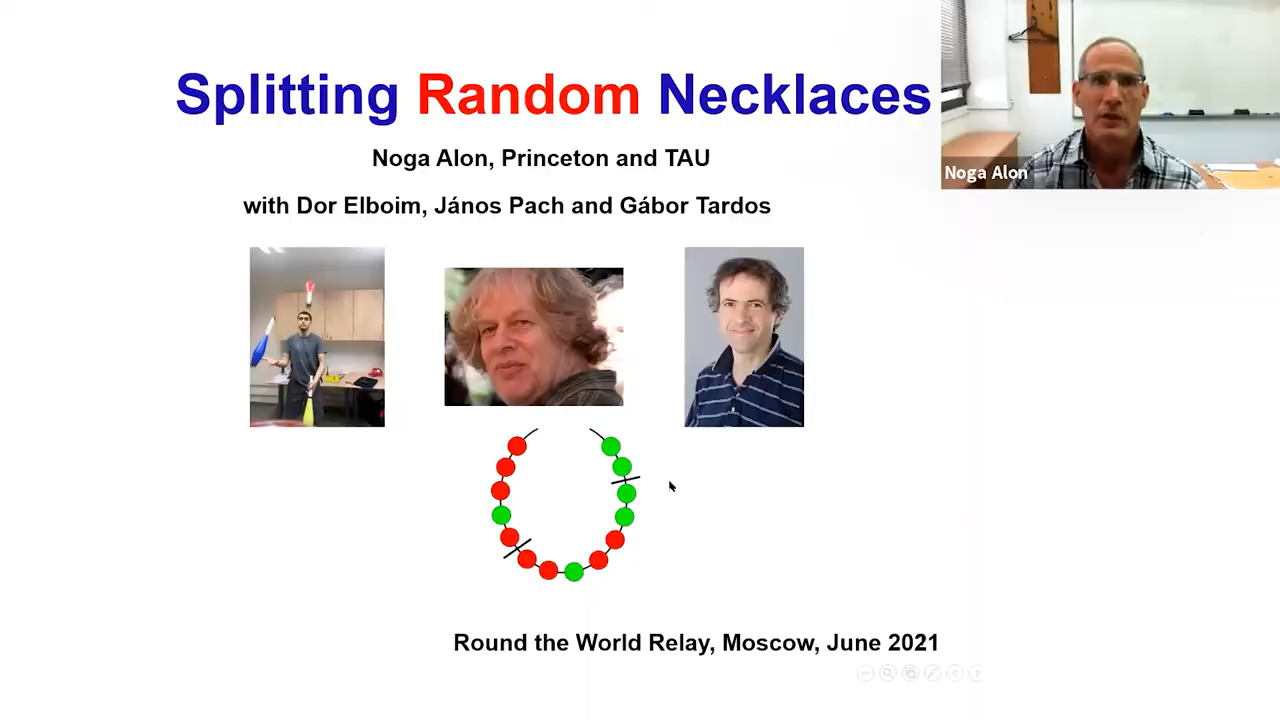 Splitting Random Necklaces
Noga Alon, Princeton and TAU
with Dor Elboim, János Pach and Gábor Tardos
Noga Alon
Round the World Relay, Moscow, June 2021